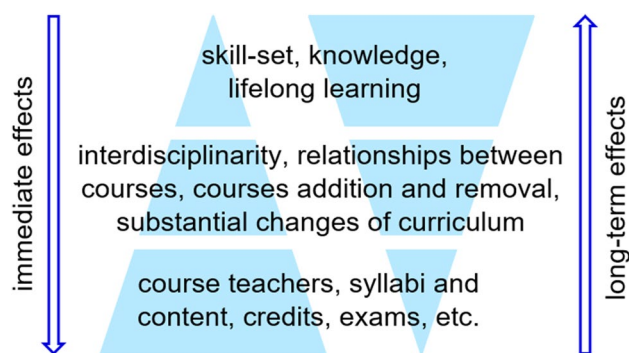 immediate effects
skill-set, knowledge,
lifelong learning
interdisciplinarity, relationships between
courses, courses addition and removal,
substantial changes of curriculum
course teachers, syllabi and
content, credits, exams, etc.
long-term effects